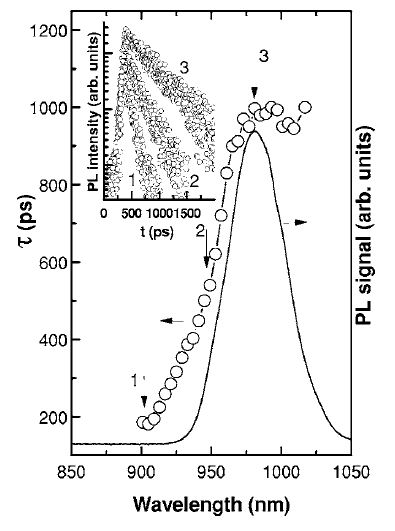 1200
1000
800
600
400
200
τ (ps)
PL Intensity (arb. units)
3
1
2
0 500 1000 1500
t (ps)
3
2
1
PL signal (arb. units)
850 900 950 1000 1050
Wavelength (nm)